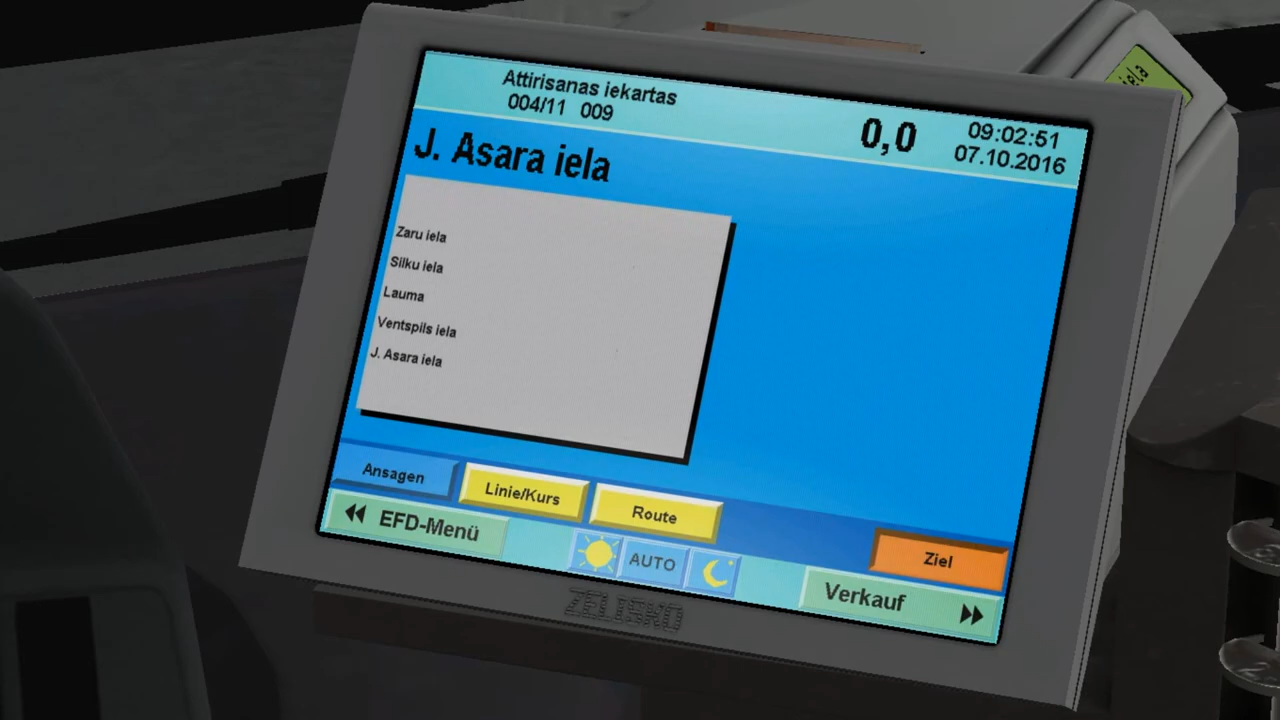 Attirisanas iekartas
004/11 009
0,0
09:02:51
07.10.2016
iela
J. Asara iela
Zaru iela
Silku iela
Lauma
Ventspils iela
J. Asara iela
Ansagen
Linie/Kurs
Route
Ziel
EFD-Menü
AUTO
Verkauf
ZELISKO